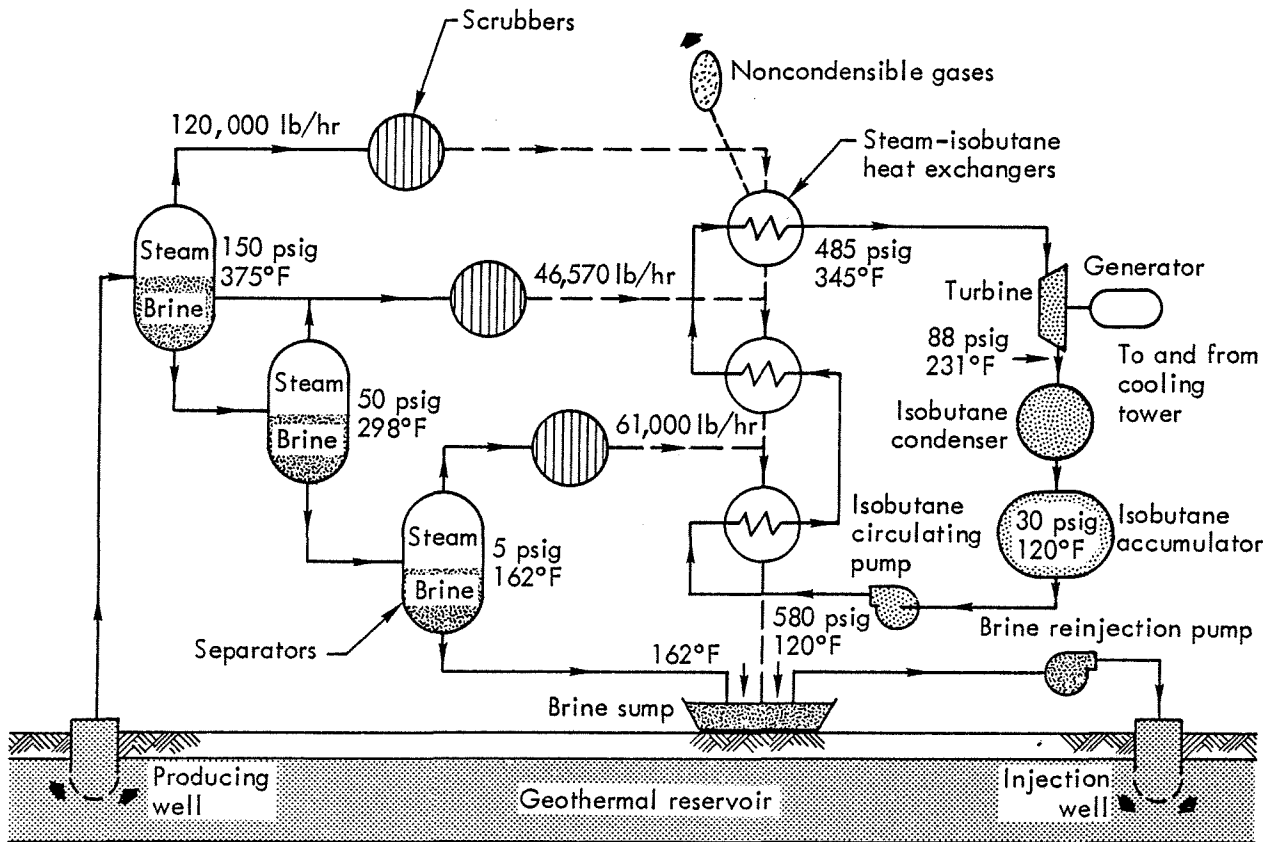 Scrubbers
Noncondensible gases
120,000 lb/hr
Steam-isobutane
heat exchangers
Steam
150 psig
375°F
Brine
46,570 lb/hr
485 psig
345°F
Generator
Turbine
88 psig
231°F
To and from
cooling
tower
Steam
50 psig
298°F
Brine
61,000 lb/hr
Isobutane
condenser
Isobutane
circulating
pump
30 psig
120°F
Isobutane
accumulator
Steam
5 psig
162°F
Brine
580 psig
120°F
Brine reinjection pump
Separators
162°F
Brine sump
Producing
well
Geothermal reservoir
Injection
well